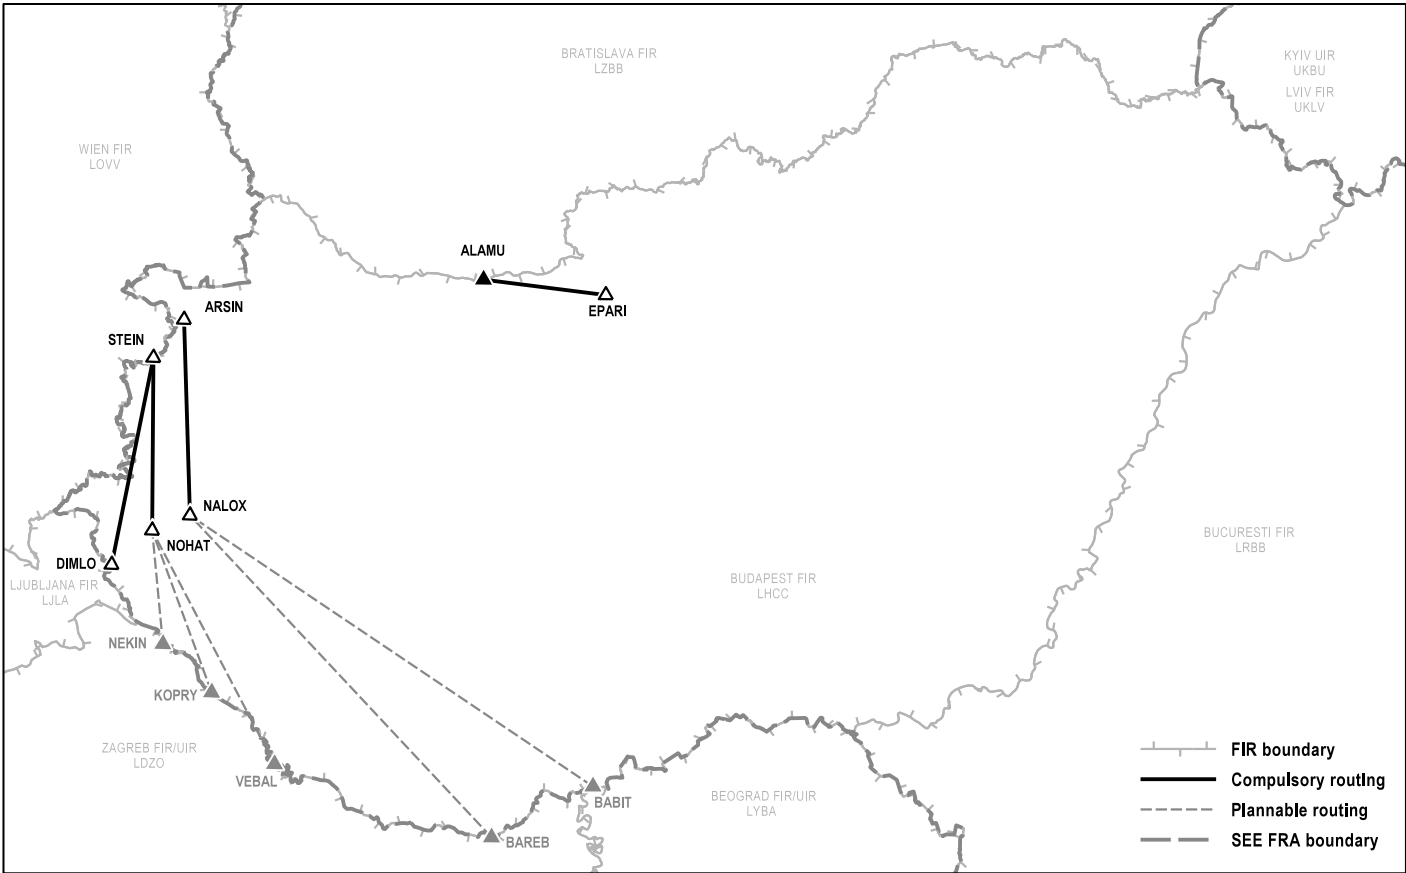 BRATISLAVA FIR
LZBB
KYIV UIR
UKBU
LVIV FIR
UKLV
WIEN FIR
LOVV
ALAMU
EPARI
ARSIN
STEIN
NALOX
NOHAT
DIMLO
LJUBLJANA FIR
LJLA
BUCURESTI FIR
LRBB
BUDAPEST FIR
LHCC
NEKIN
KOPRY
ZAGREB FIR/UIR
LDZO
VEBAL
BABIT
BEOGRAD FIR/UIR
LYBA
BAREB
FIR boundary
Compulsory routing
Plannable routing
SEE FRA boundary